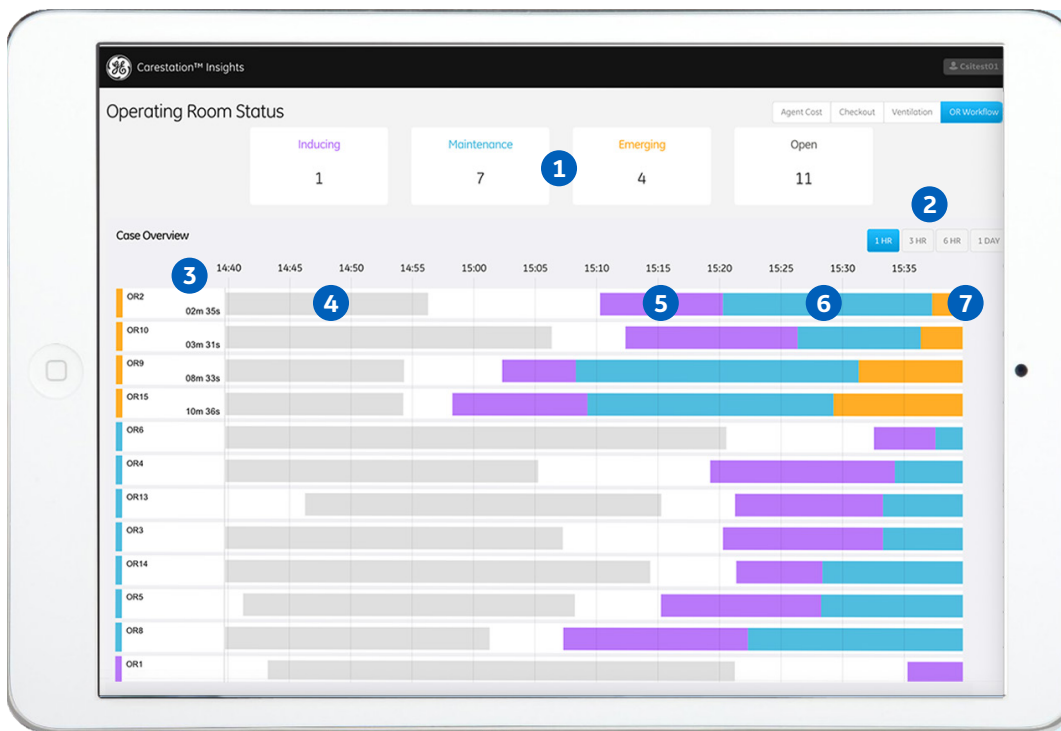 Carestation™ Insights
Csitest01
Operating Room Status
Agent Cost Checkout Ventilation OR Workflow
Inducing Maintenance Emerging Open
1 7 4 11
1
2
Case Overview
1 HR 3 HR 6 HR 1 DAY
3
14:40 14:45 14:50 14:55 15:00 15:05 15:10 15:15 15:20 15:25 15:30 15:35
OR2
02m 35s
4 5 6 7
OR10
03m 31s
OR9
08m 33s
OR15
10m 36s
OR6
OR4
OR13
OR3
OR14
OR5
OR8
OR1